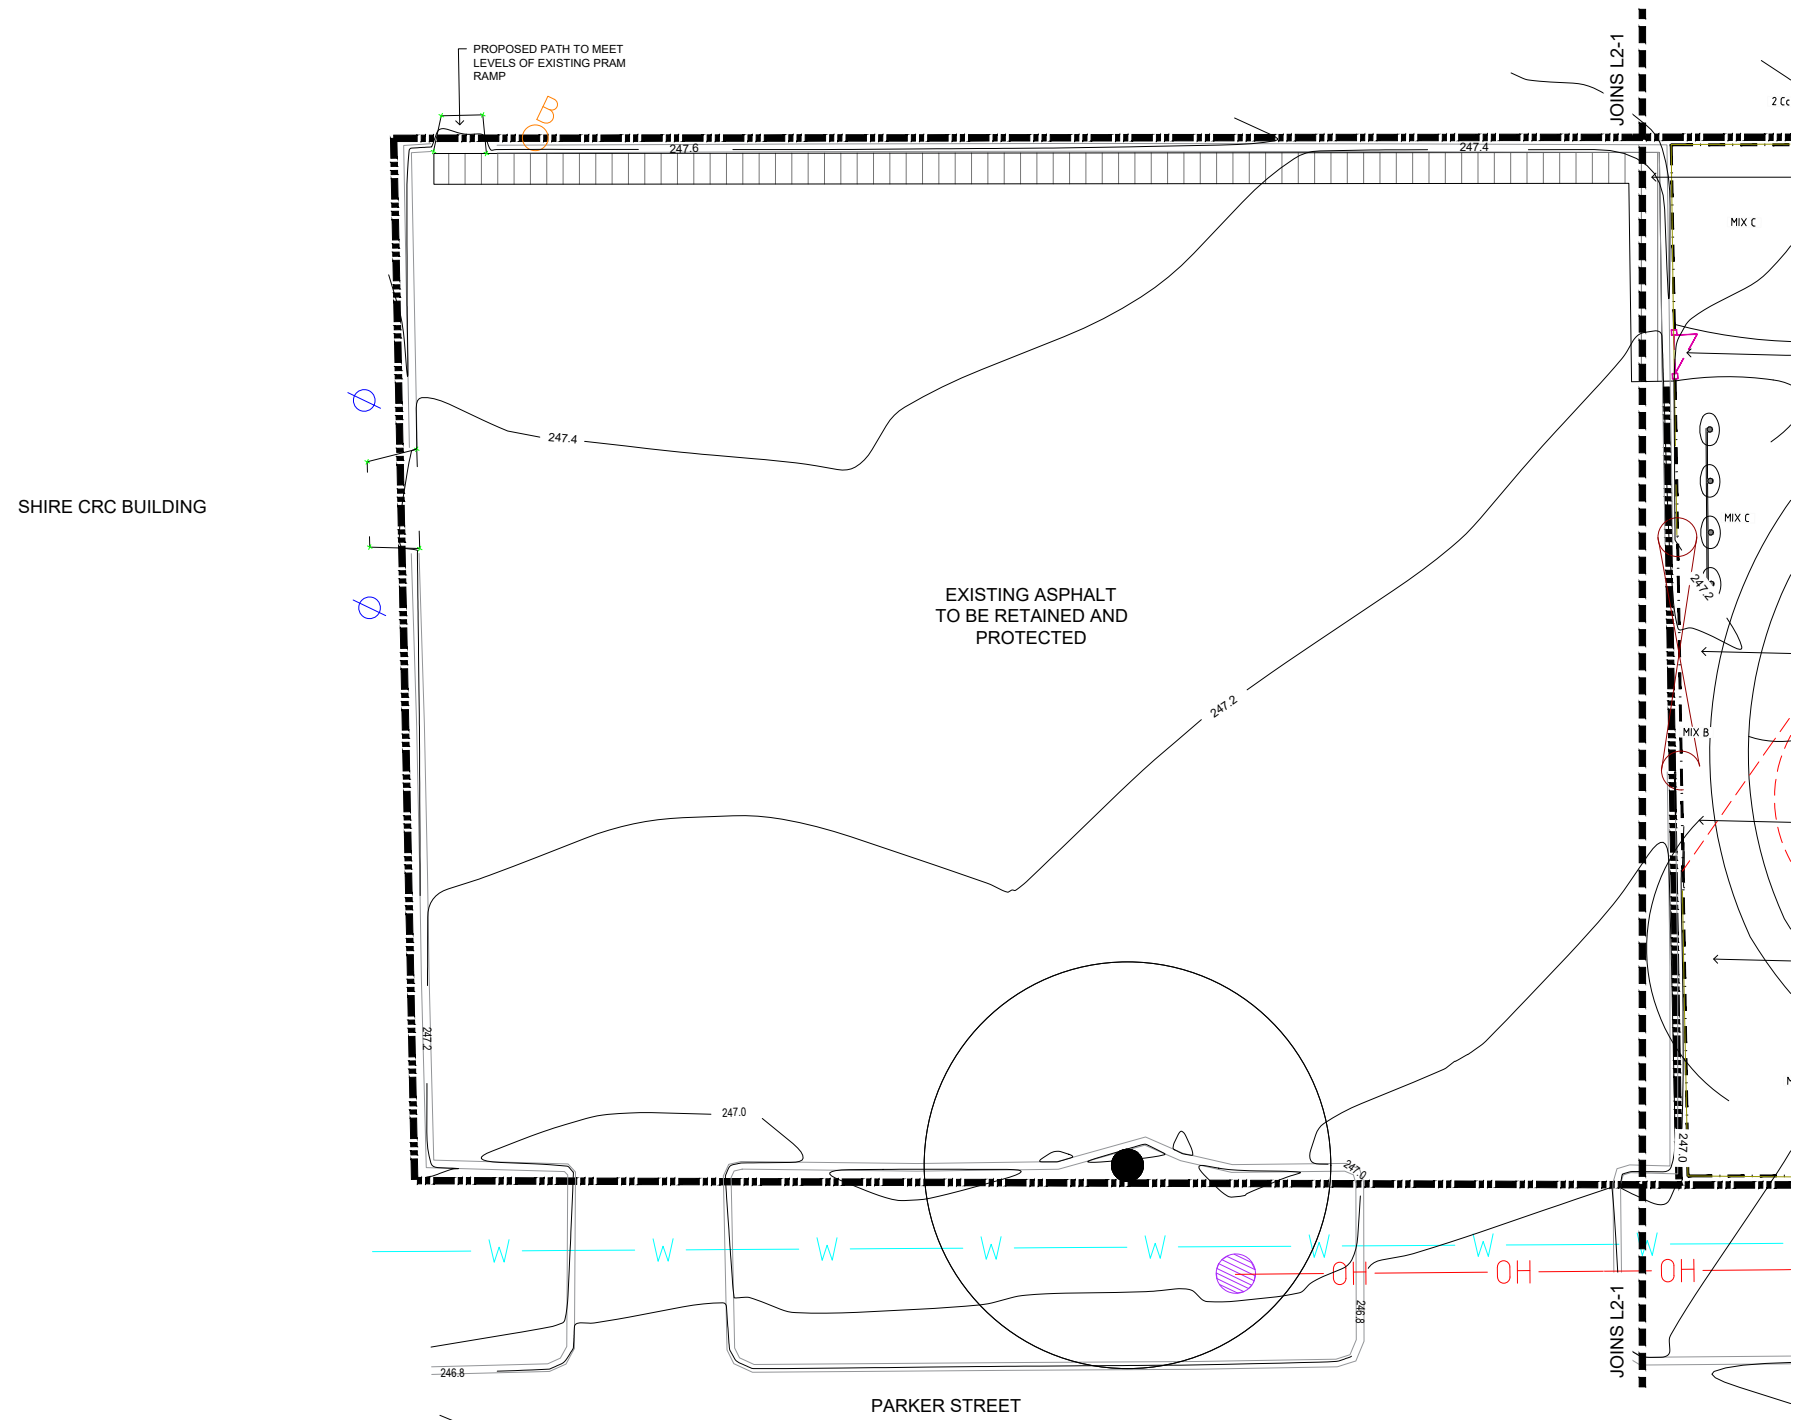 PROPOSED PATH TO MEET
LEVELS OF EXISTING PRAM
RAMP
B
JOINS L2-1
247.6
247.4
MIX C
247.4
SHIRE CRC BUILDING
MIX C
EXISTING ASPHALT
TO BE RETAINED AND
PROTECTED
247.2
247.2
MIX B
247.2
247.0
247.0
247.0
W W W W W W W W
OH OH OH
246.8
JOINS L2-1
246.8
PARKER STREET